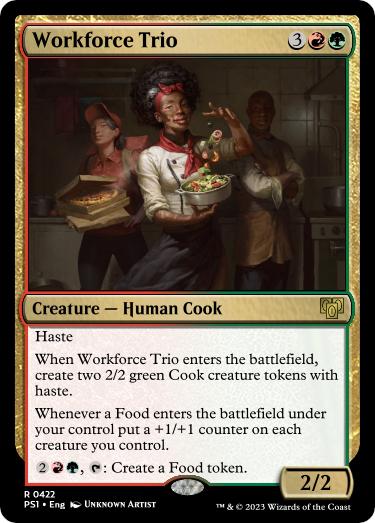 Workforce Trio 3
Creature — Human Cook
Haste
When Workforce Trio enters the battlefield,
create two 2/2 green Cook creature tokens with
haste.
Whenever a Food enters the battlefield under
your control put a +1/+1 counter on each
creature you control.
2 , : Create a Food token.
2/2
R 0422
PS1 • Eng Unknown Artist
™ & © 2023 Wizards of the Coast